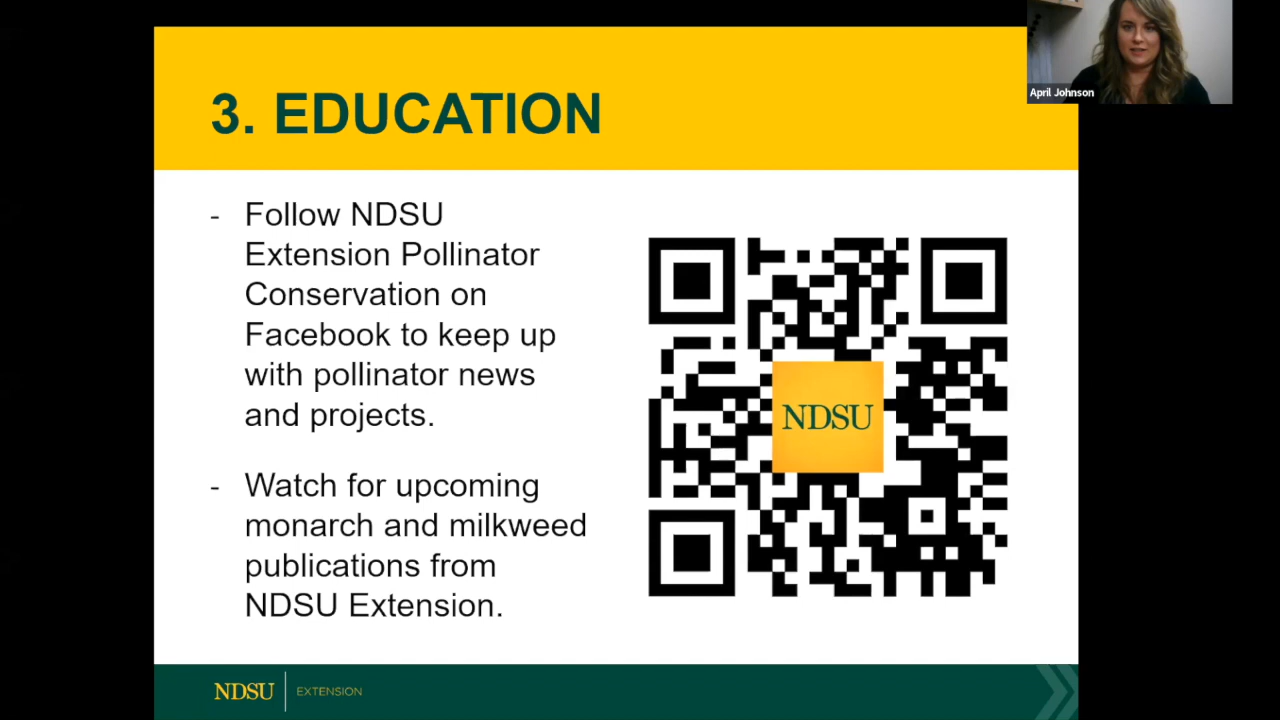 April Johnson
3. EDUCATION
- Follow NDSU
Extension Pollinator
Conservation on
Facebook to keep up
with pollinator news
and projects.
- Watch for upcoming
monarch and milkweed
publications from
NDSU Extension.
NDSU
NDSU EXTENSION